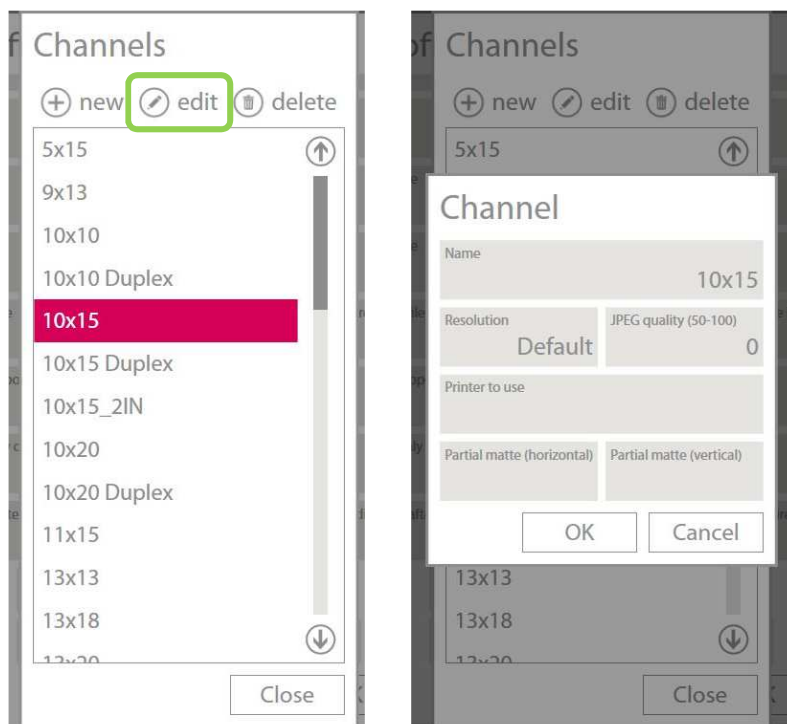 Channels
new edit delete
5x15
9x13
10x10
10x10 Duplex
10x15
10x15 Duplex
10x15_2IN
10x20
10x20 Duplex
11x15
13x13
13x18
13x20
Close
Channels
new edit delete
5x15
Channel
Name
10x15
Resolution JPEG quality (50-100)
Default 0
Printer to use
Partial matte (horizontal) Partial matte (vertical)
OK Cancel
13x13
13x18
13x20
Close